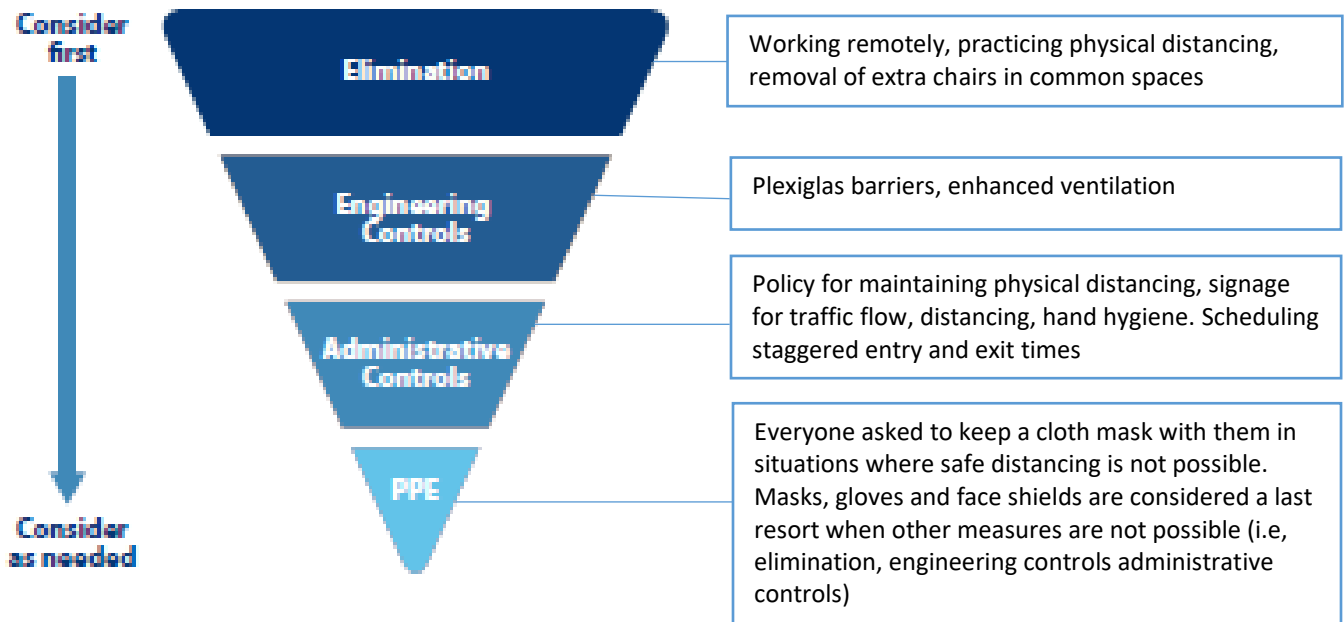 Consider
first
Elimination
Working remotely, practicing physical distancing,
removal of extra chairs in common spaces
Engineering
Controls
Plexiglas barriers, enhanced ventilation
Administrative
Controls
Policy for maintaining physical distancing, signage
for traffic flow, distancing, hand hygiene. Scheduling
staggered entry and exit times
PPE
Everyone asked to keep a cloth mask with them in
situations where safe distancing is not possible.
Masks, gloves and face shields are considered a last
resort when other measures are not possible (i.e,
elimination, engineering controls administrative
controls)
Consider
as needed